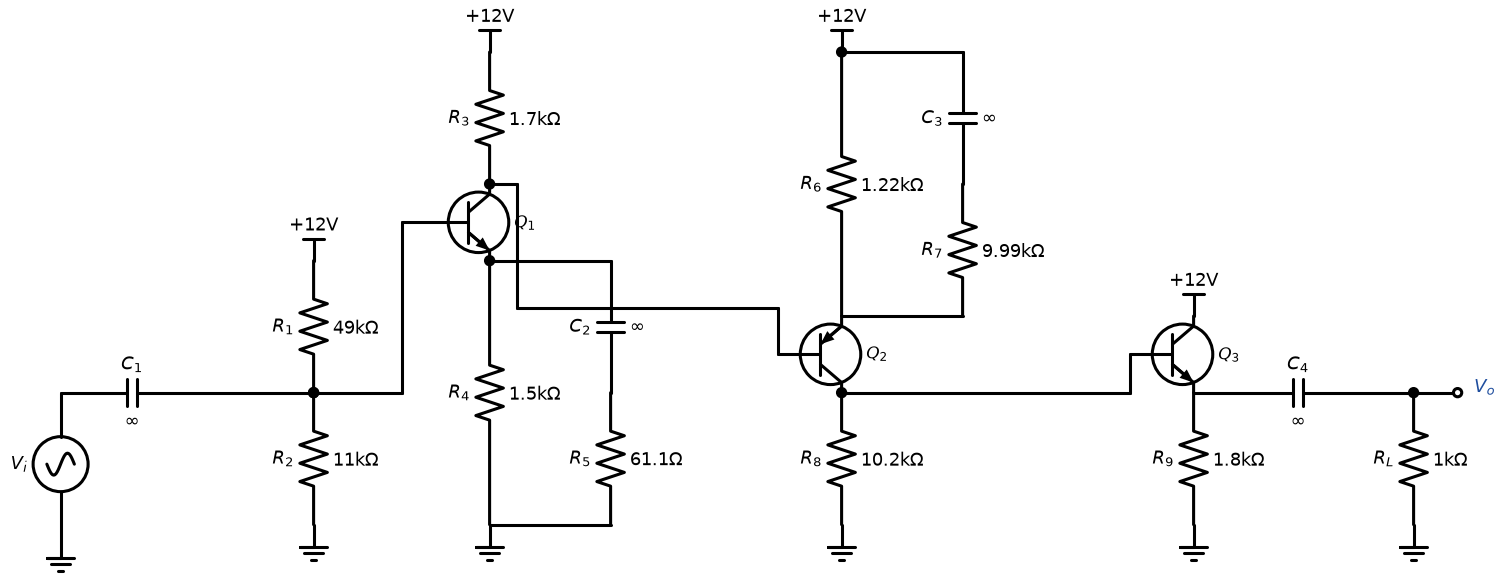 +12V
+12V
R3 1.7kΩ
C3 ∞
R6 1.22kΩ
Q1
+12V
R7 9.99kΩ
+12V
R1 49kΩ
C2 ∞
Q2
Q3
C1
∞
R4 1.5kΩ
C4
∞
Vo
Vi
R2 11kΩ
R5 61.1Ω
R8 10.2kΩ
R9 1.8kΩ
RL 1kΩ